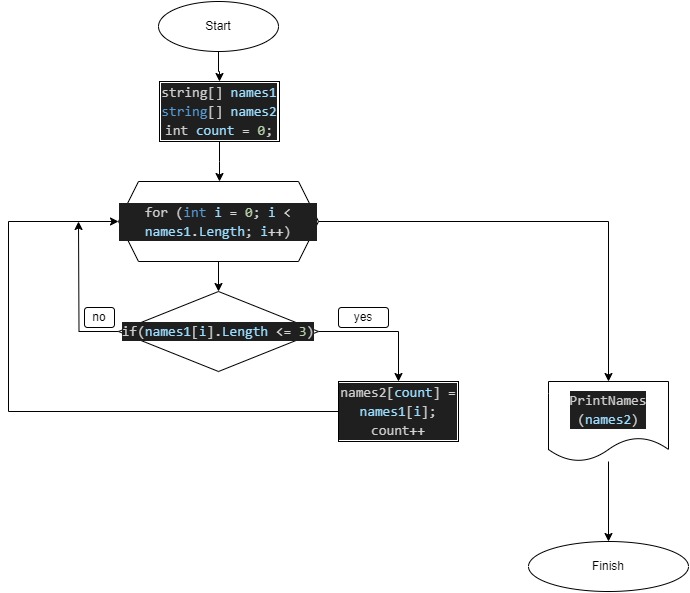 Start
string[] names1
string[] names2
int count = 0;
for (int i = 0; i <
names1.Length; i++)
no
if(names1[i].Length <= 3)
yes
names2[count] =
names1[i];
count++
PrintNames
(names2)
Finish